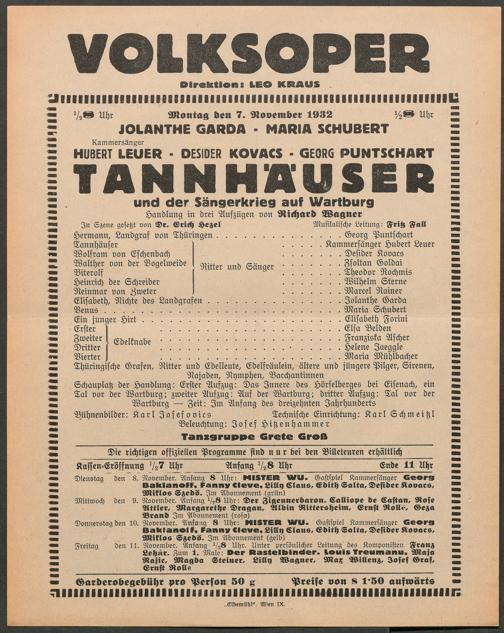 VOLKSOPER
Direktion: LEO KRAUS
½8 Uhr Montag den 7. November 1932 ½8 Uhr
JOLANTHE GARDA - MARIA SCHUBERT
Kammersänger
HUBERT LEUER - DESIDER KOVACS - GEORG PUNTSCHART
TANNHÄUSER
und der Sängerkrieg auf Wartburg
Handlung in drei Aufzügen von Richard Wagner
In Szene gesetzt von Dr. Erich Hezel Musikalische Leitung: Fritz Fall
Hermann, Landgraf von Thüringen Georg Puntschart
Tannhäuser Kammersänger Hubert Leuer
Wolfram von Eschenbach Desider Kovacs
Walther von der Vogelweide Zsoltan Goldai
Biterolf Ritter und Sänger Theodor Rochmis
Heinrich der Schreiber Wilhelm Sterne
Reinmar von Zweter Marcel Rainer
Elisabeth, Nichte des Landgrafen Jolanthe Garda
Venus Maria Schubert
Ein junger Hirt Elisabeth Forini
Erster Elsa Belden
Zweiter Edelknabe Franziska Ascher
Dritter Helene Jaeggle
Vierter Maria Mühlbacher
Thüringische Grafen, Ritter und Edelleute, Edelfräulein, ältere und jüngere Pilger, Sirenen,
Najaden, Nymphen, Bacchantinnen
Schauplatz der Handlung: Erster Aufzug: Das Innere des Hörselberges bei Eisenach, ein
Tal vor der Wartburg; zweiter Aufzug: Auf der Wartburg; dritter Aufzug: Tal vor der
Wartburg — Zeit: Im Anfang des dreizehnten Jahrhunderts
Bühnenbilder: Karl Josefovics Technische Einrichtung: Karl Schmeißl
Beleuchtung: Josef Hitzenhammer
Tanzgruppe Grete Groß
Die richtigen offiziellen Programme sind nur bei den Billeteuren erhältlich
Kassen-Eröffnung ½7 Uhr Anfang ½8 Uhr Ende 11 Uhr
Dienstag den 8. November. Anfang 8 Uhr: MISTER WU. Gastspiel Kammersänger Georg
Baklanoff, Fanny Cleve, Lilly Claus, Edith Salta, Desider Kovacs,
Miklos Szedö. Im Abonnement (grün)
Mittwoch den 9. November. Anfang ½8 Uhr: Der Zigeunerbaron. Calliope de Castan, Rose
Attler, Margarethe Dragan, Albin Rittersheim, Ernst Rollé, Geza
Brand Im Abonnement (rosa)
Donnerstag den 10. November. Anfang 8 Uhr: MISTER WU. Gastspiel Kammersänger Georg
Baklanoff, Fanny Cleve, Lilly Claus, Edith Salta, Desider Kovacs,
Miklos Szedö. Im Abonnement (gelb)
Freitag den 11. November. Anfang ½8 Uhr. Unter persönlicher Leitung des Komponisten Franz
Lehár. Zum 1. Male: Der Rastelbinder. Louis Treumann, Maja
Rajic, Magda Steiner, Lilly Wagner, Max Willenz, Josef Graf,
Ernst Rollé
Garderobegebühr pro Person 50 g Preise von S 1·50 aufwärts
„Elbemühl", Wien IX.